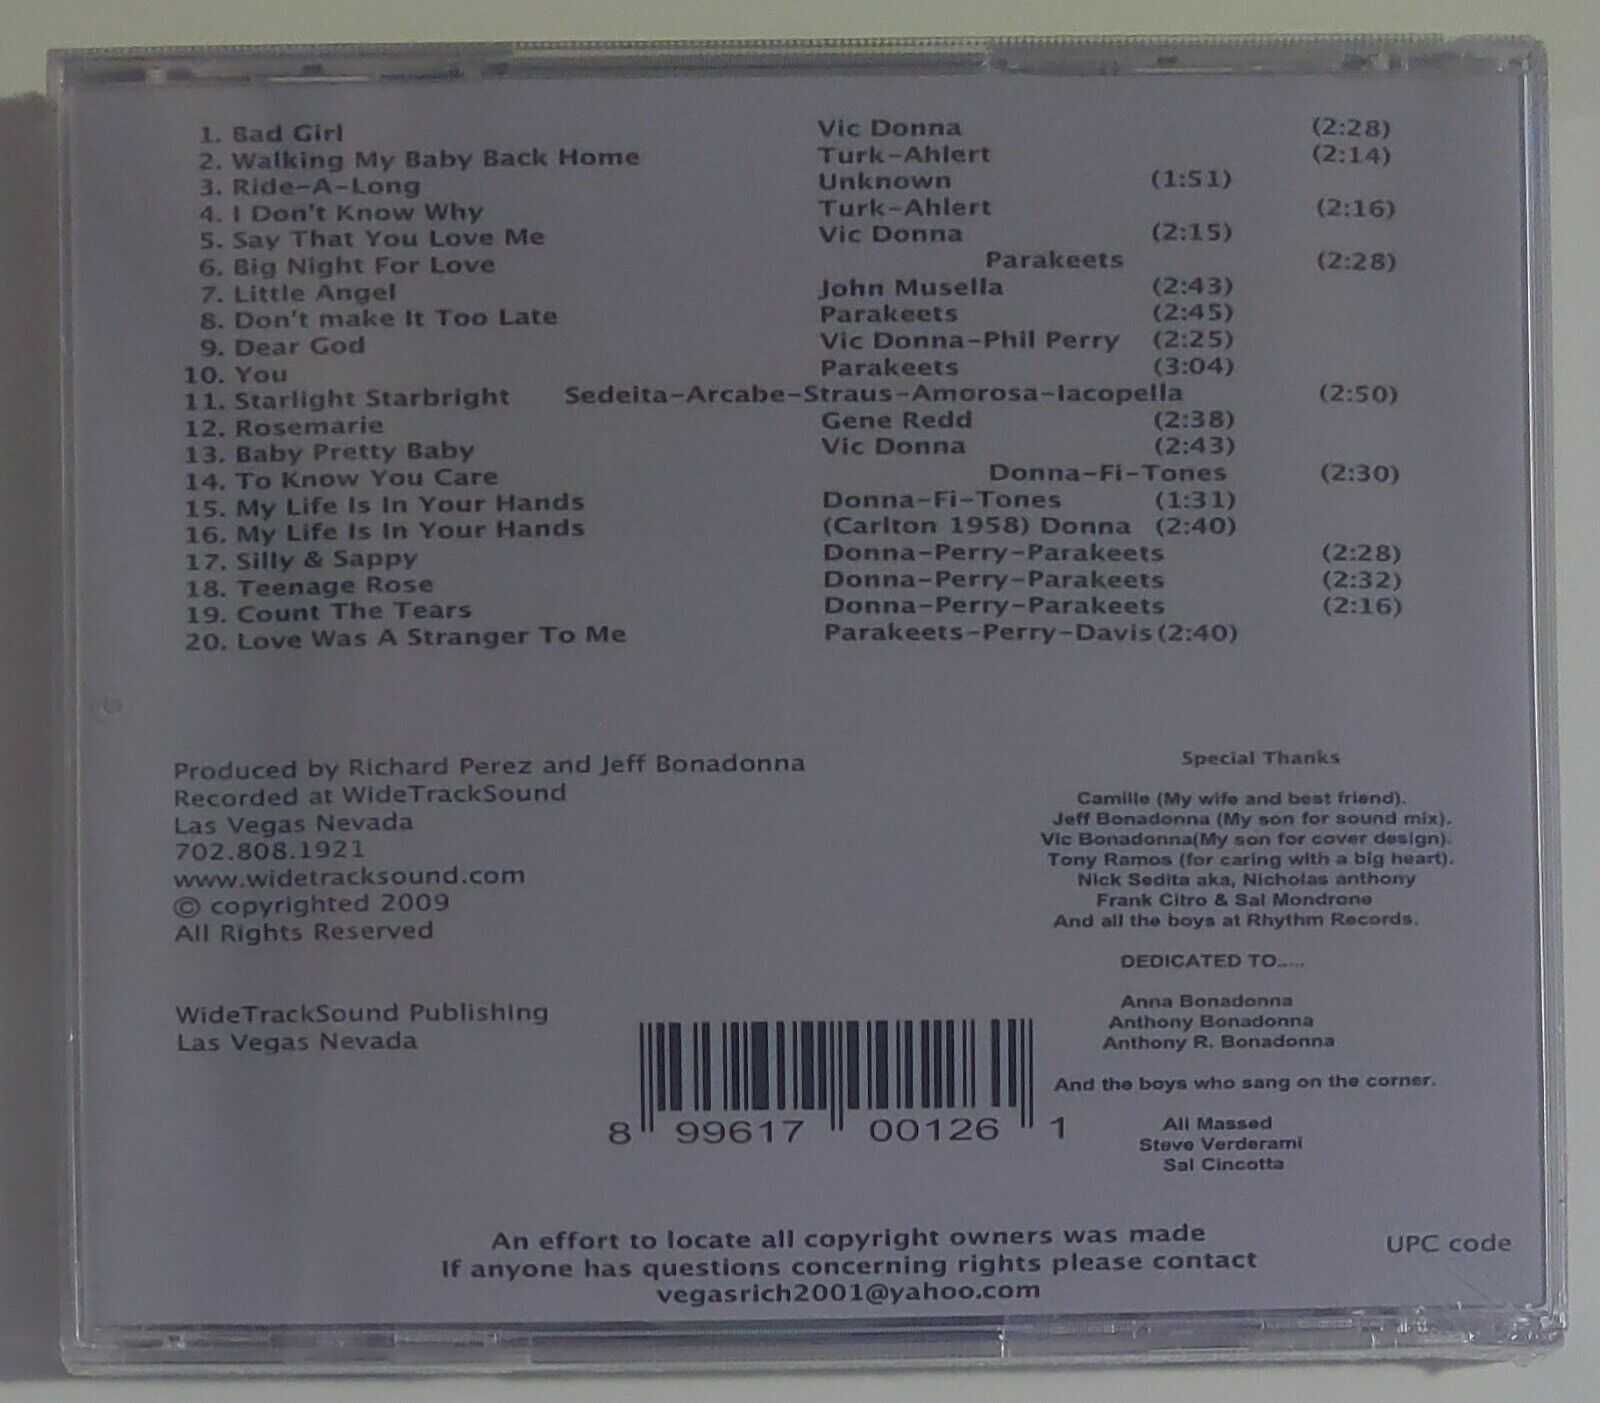 1. Bad Girl Vic Donna (2:28)
2. Walking My Baby Back Home Turk-Ahlert (2:14)
3. Ride-A-Long Unknown (1:51)
4. I Don't Know Why Turk-Ahlert (2:16)
5. Say That You Love Me Vic Donna (2:15)
6. Big Night For Love Parakeets (2:28)
7. Little Angel John Musella (2:43)
8. Don't make It Too Late Parakeets (2:45)
9. Dear God Vic Donna-Phil Perry (2:25)
10. You Parakeets (3:04)
11. Starlight Starbright Sedeita-Arcabe-Straus-Amorosa-Iacopella (2:50)
12. Rosemarie Gene Redd (2:38)
13. Baby Pretty Baby Vic Donna (2:43)
14. To Know You Care Donna-Fi-Tones (2:30)
15. My Life Is In Your Hands Donna-Fi-Tones (1:31)
16. My Life Is In Your Hands (Carlton 1958) Donna (2:40)
17. Silly & Sappy Donna-Perry-Parakeets (2:28)
18. Teenage Rose Donna-Perry-Parakeets (2:32)
19. Count The Tears Donna-Perry-Parakeets (2:16)
20. Love Was A Stranger To Me Parakeets-Perry-Davis (2:40)
Produced by Richard Perez and Jeff Bonadonna
Recorded at WideTrackSound
Las Vegas Nevada
702.808.1921
www.widetracksound.com
© copyrighted 2009
All Rights Reserved
WideTrackSound Publishing
Las Vegas Nevada
Special Thanks
Camille (My wife and best friend).
Jeff Bonadonna (My son for sound mix).
Vic Bonadonna(My son for cover design).
Tony Ramos (for caring with a big heart).
Nick Sedita aka, Nicholas anthony
Frank Citro & Sal Mondrone
And all the boys at Rhythm Records.
DEDICATED TO.....
Anna Bonadonna
Anthony Bonadonna
Anthony R. Bonadonna
And the boys who sang on the corner.
Ali Massed
Steve Verderami
Sal Cincotta
8 99617 00126 1
An effort to locate all copyright owners was made
If anyone has questions concerning rights please contact
vegasrich2001@yahoo.com
UPC code